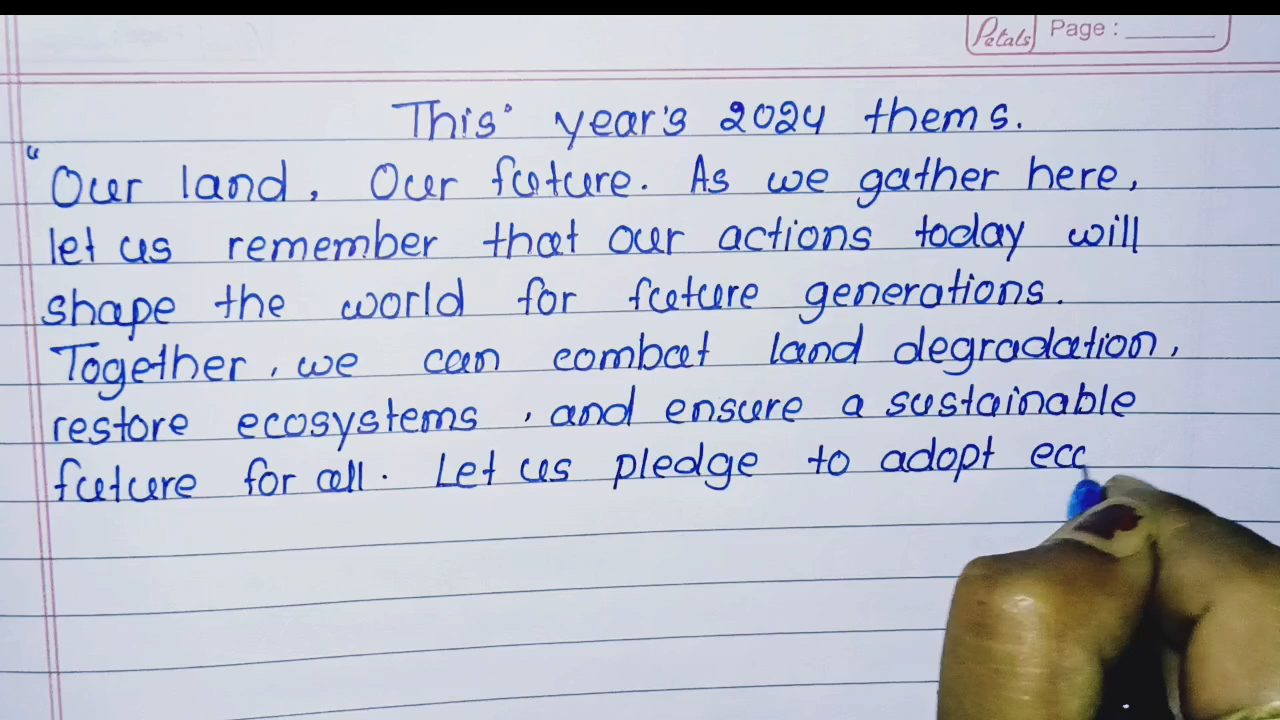 Petals Page :
This year's 2024 thems.
"Our land, Our future. As we gather here,
let us remember that our actions today will
shape the world for future generations.
Together, we can combat land degradation,
restore ecosystems, and ensure a sustainable
future for all. Let us pledge to adopt eco